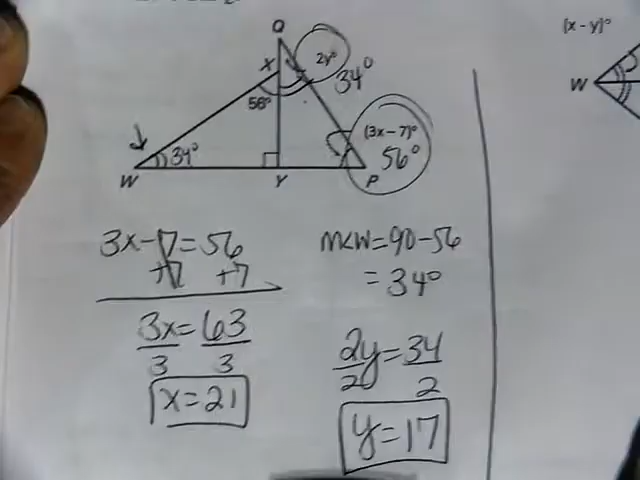 O
(x-y)°
X
2y°
34°
56°
W
(3x-7)°
34°
56°
W
Y
P
3x-7=56
+7 +7
m<W=90-56
=34°
3x=63
3 3
2y=34
2 2
x=21
y=17